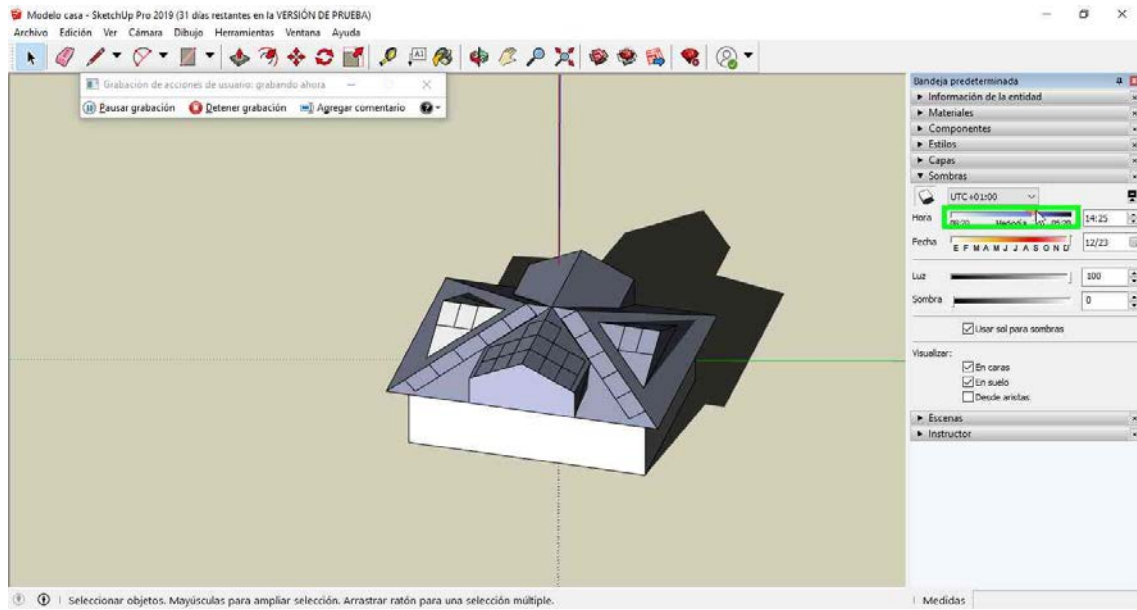 Modelo casa - SketchUp Pro 2019 (31 días restantes en la VERSIÓN DE PRUEBA)
Archivo Edición Ver Cámara Dibujo Herramientas Ventana Ayuda
A1
Grabación de acciones de usuario: grabando ahora
Pausar grabación Detener grabación Agregar comentario
Bandeja predeterminada
Información de la entidad
Materiales
Componentes
Estilos
Capas
Sombras
UTC+01:00
Hora Mediodía 14:25
Fecha E F M A M J J A S O N D 12/23
Luz 100
Sombra 0
Usar sol para sombras
Visualizar:
En caras
En suelo
Desde aristas
Escenas
Instructor
Seleccionar objetos. Mayúsculas para ampliar selección. Arrastrar ratón para una selección múltiple.
Medidas